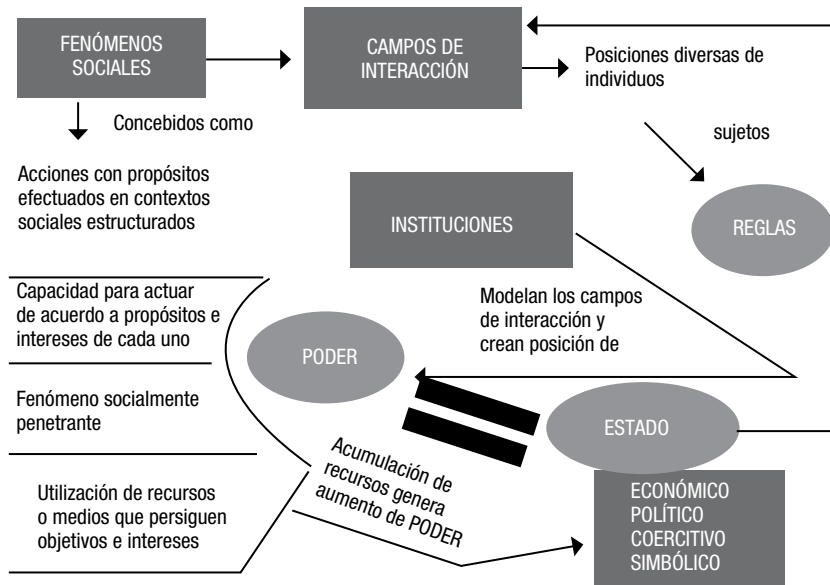 FENÓMENOS
SOCIALES
CAMPOS DE
INTERACCIÓN
Posiciones diversas de
individuos
Concebidos como
sujetos
Acciones con propósitos
efectuados en contextos
sociales estructurados
INSTITUCIONES
REGLAS
Capacidad para actuar
de acuerdo a propósitos e
intereses de cada uno
Modelan los campos
de interacción y
crean posición de
PODER
Fenómeno socialmente
penetrante
ESTADO
Acumulación de
recursos genera
aumento de PODER
Utilización de recursos
o medios que persiguen
objetivos e intereses
ECONÓMICO
POLÍTICO
COERCITIVO
SIMBÓLICO